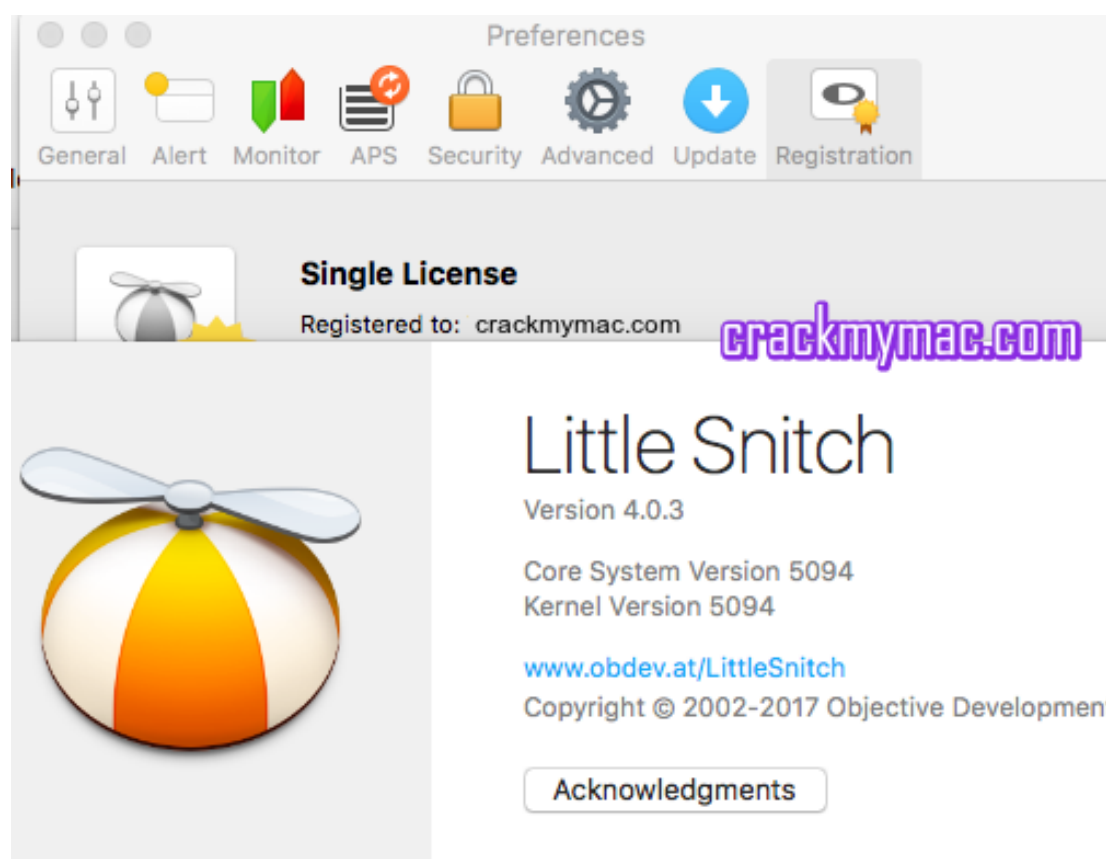 Preferences
General Alert Monitor APS Security Advanced Update Registration
Single License
Registered to: crackmymac.com
crackmymac.com
Little Snitch
Version 4.0.3
Core System Version 5094
Kernel Version 5094
www.obdev.at/LittleSnitch
Copyright © 2002-2017 Objective Developmen
Acknowledgments